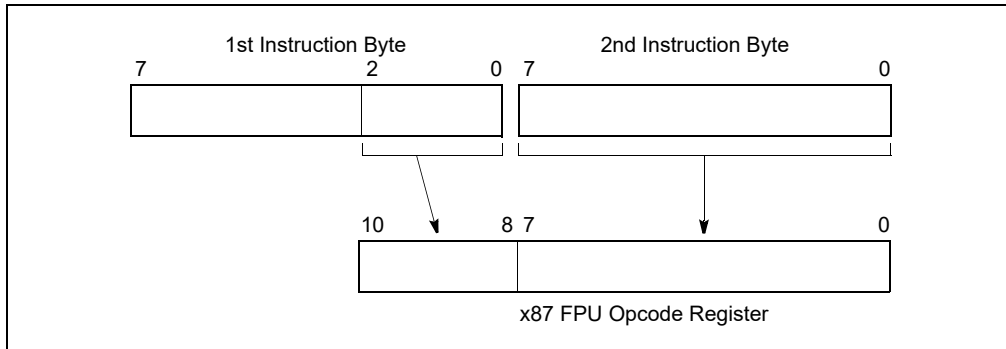 1st Instruction Byte 2nd Instruction Byte
7 2 0 7 0
10 8 7 0
x87 FPU Opcode Register